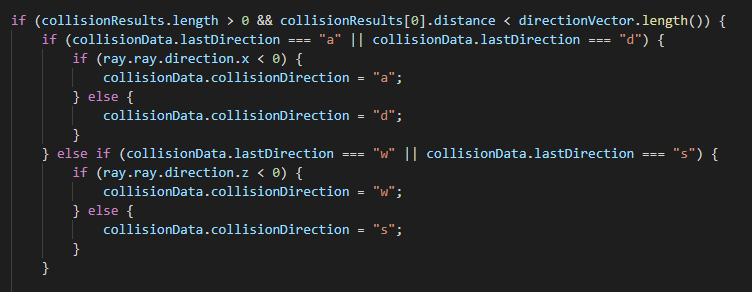 if (collisionResults.length > 0 && collisionResults[0].distance < directionVector.length()) {
    if (collisionData.lastDirection === "a" || collisionData.lastDirection === "d") {
        if (ray.ray.direction.x < 0) {
            collisionData.collisionDirection = "a";
        } else {
            collisionData.collisionDirection = "d";
        }
    } else if (collisionData.lastDirection === "w" || collisionData.lastDirection === "s") {
        if (ray.ray.direction.z < 0) {
            collisionData.collisionDirection = "w";
        } else {
            collisionData.collisionDirection = "s";
        }
    }